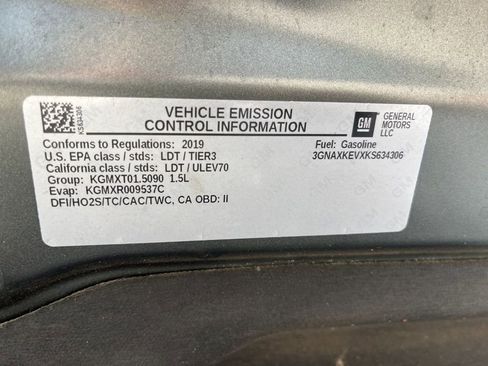 KS634306
VEHICLE EMISSION
CONTROL INFORMATION
GM
GENERAL
MOTORS
LLC
Conforms to Regulations: 2019
U.S. EPA class / stds: LDT / TIER3
California class / stds: LDT / ULEV70
Group: KGMXT01.5090 1.5L
Evap: KGMXR009537C
DFI/HO2S/TC/CAC/TWC, CA OBD: II
Fuel: Gasoline
3GNAXKEVXKS634306